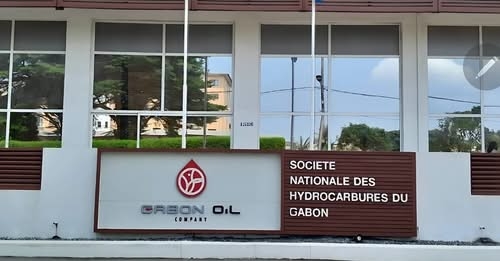 GABON OiL
COMPANY
SOCIETE
NATIONALE DES
HYDROCARBURES DU
GABON